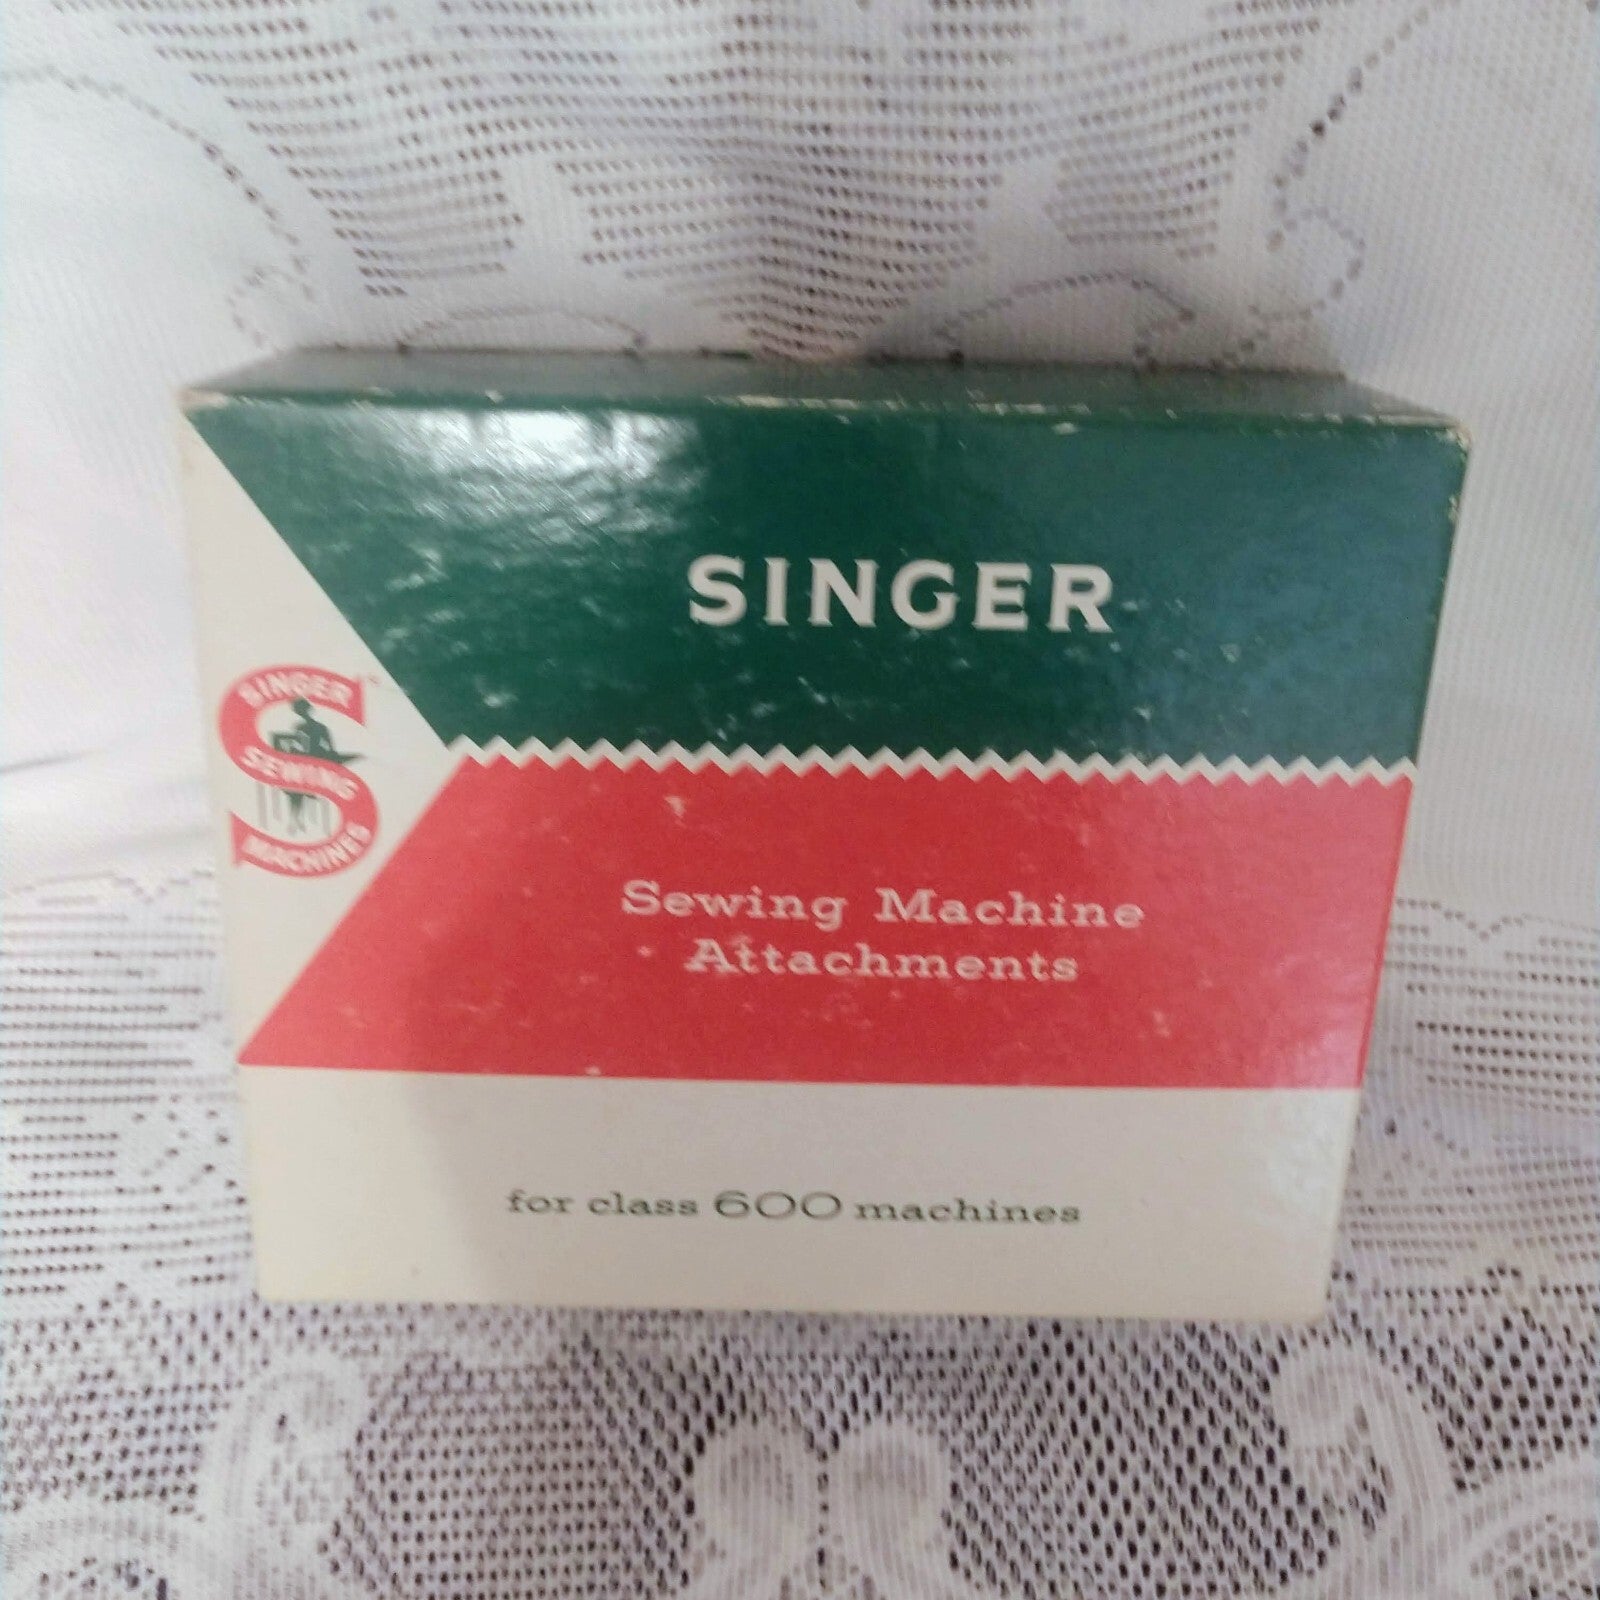 SINGER
SINGER
SEWING
MACHINES
Sewing Machine
Attachments
for class 600 machines